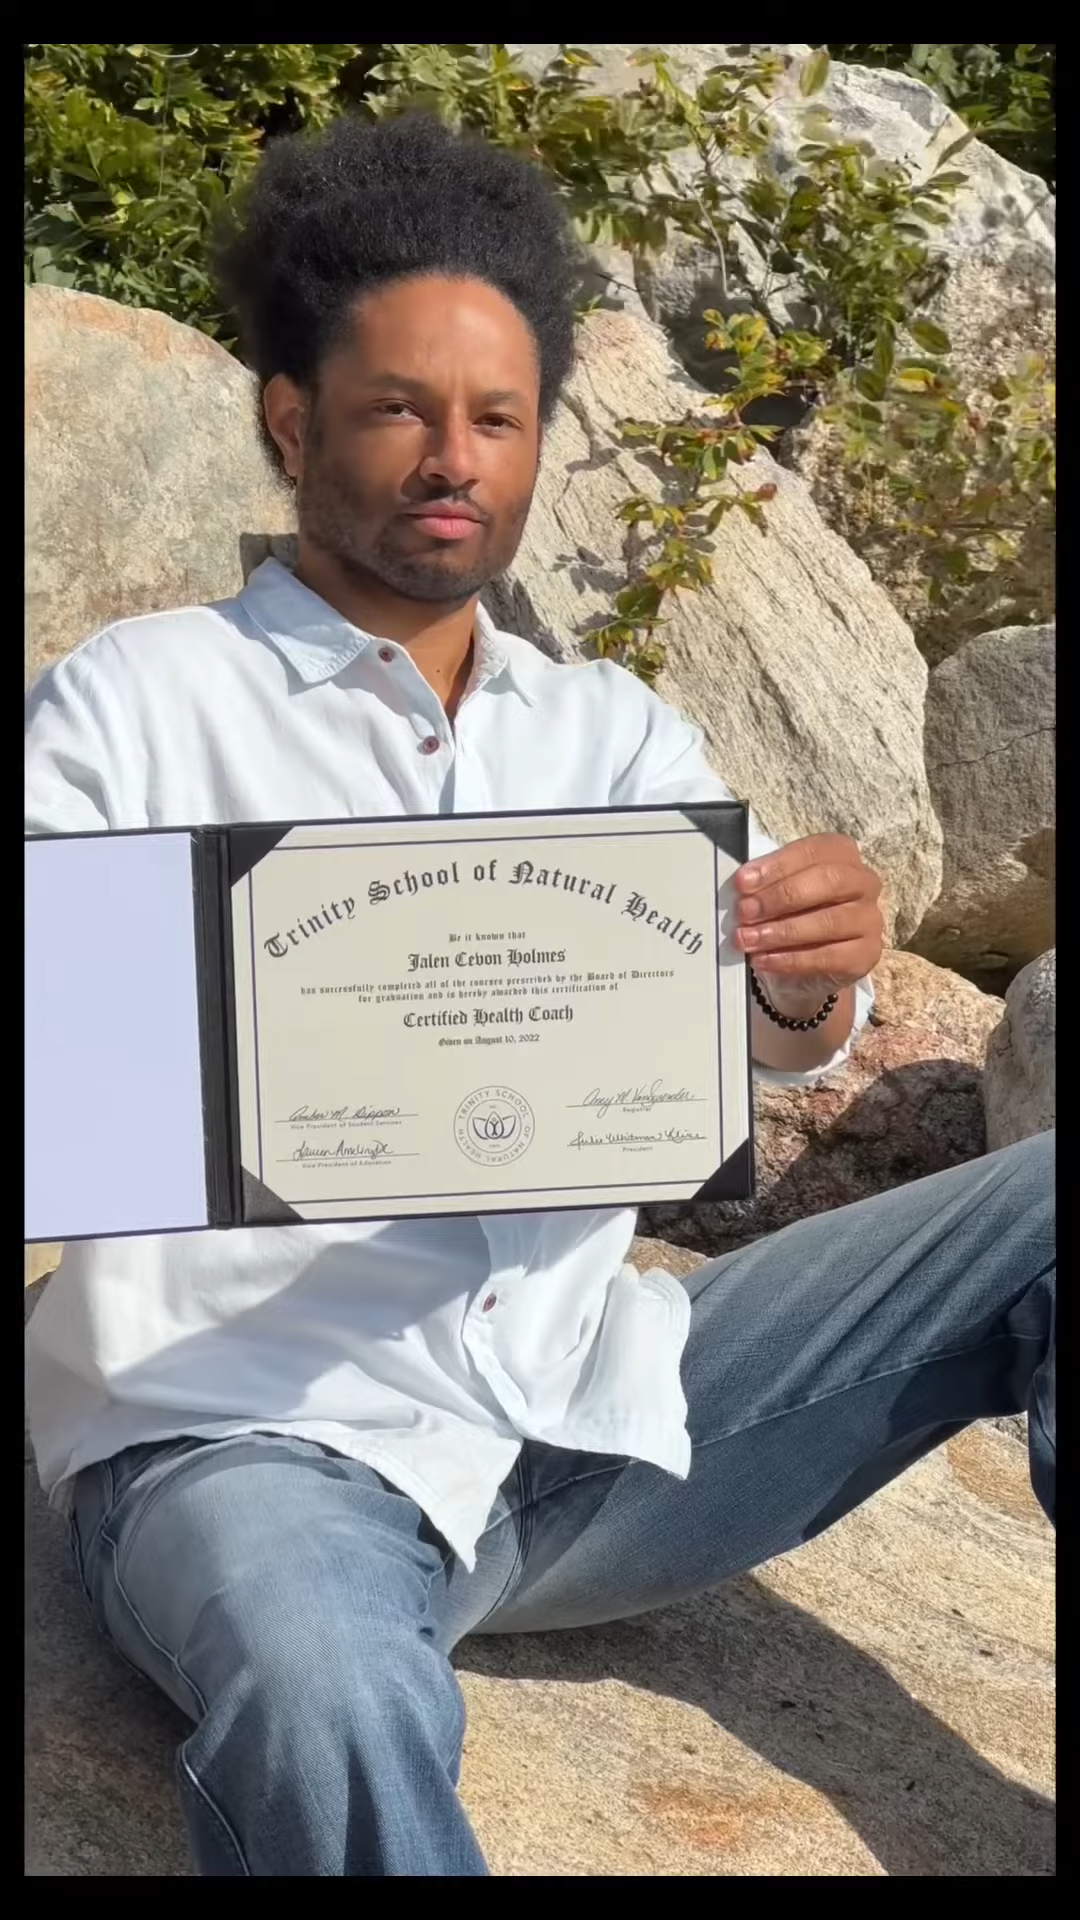 Trinity School of Natural Health
Be it known that
Jalen Cevon Holmes
has successfully completed all of the courses prescribed by the Board of Directors
for graduation and is hereby awarded this certification of
Certified Health Coach
Given on August 10, 2022
Vice President of Student Services
Registrar
Vice President of Education
President
TRINITY SCHOOL OF NATURAL HEALTH